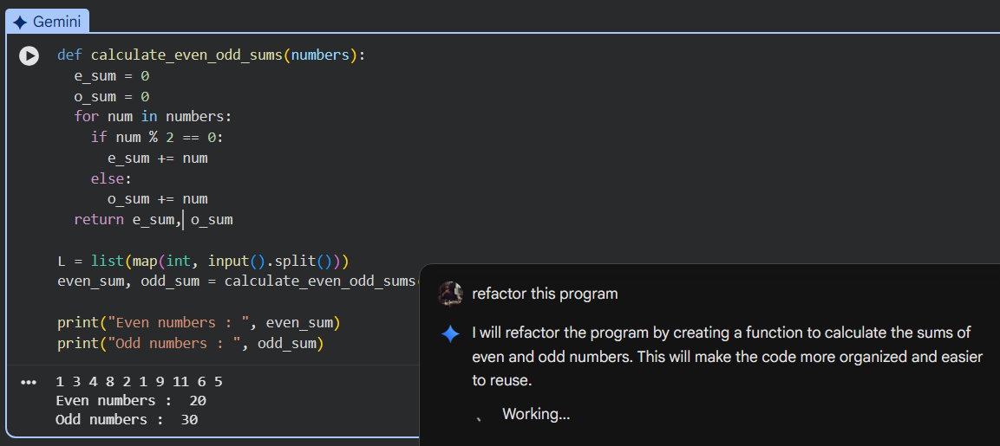 Gemini
def calculate_even_odd_sums(numbers):
  e_sum = 0
  o_sum = 0
  for num in numbers:
    if num % 2 == 0:
      e_sum += num
    else:
      o_sum += num
  return e_sum, o_sum
L = list(map(int, input().split()))
even_sum, odd_sum = calculate_even_odd_sums
print("Even numbers : ", even_sum)
print("Odd numbers : ", odd_sum)
1 3 4 8 2 1 9 11 6 5
Even numbers :  20
Odd numbers :  30
refactor this program
I will refactor the program by creating a function to calculate the sums of
even and odd numbers. This will make the code more organized and easier
to reuse.
Working...